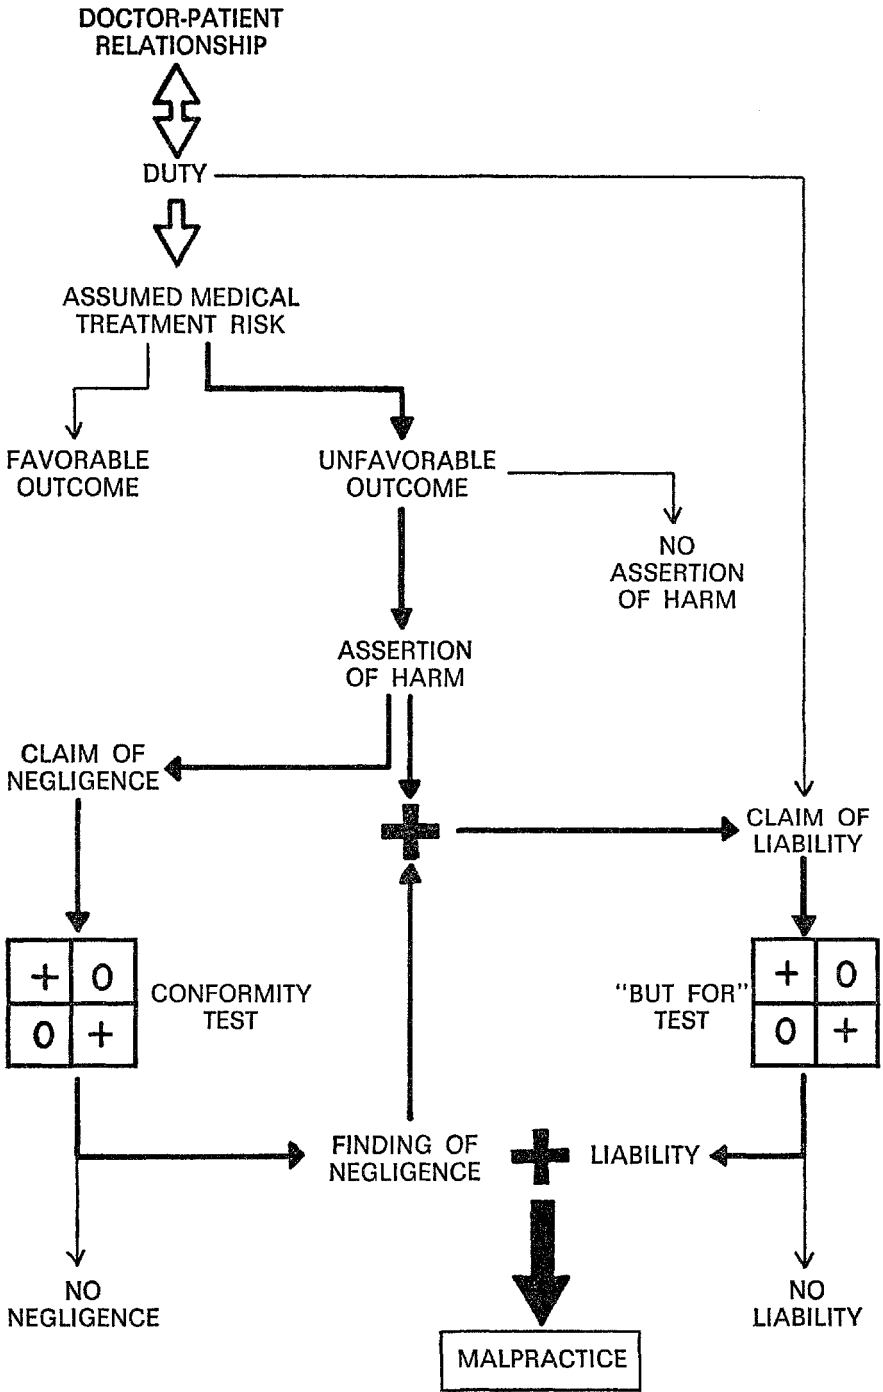 DOCTOR-PATIENT
RELATIONSHIP
DUTY
ASSUMED MEDICAL
TREATMENT RISK
FAVORABLE
OUTCOME
UNFAVORABLE
OUTCOME
NO
ASSERTION
OF HARM
ASSERTION
OF HARM
CLAIM OF
NEGLIGENCE
+
CLAIM OF
LIABILITY
+ 0
0 +
CONFORMITY
TEST
"BUT FOR"
TEST
+ 0
0 +
FINDING OF
NEGLIGENCE
+
LIABILITY
NO
NEGLIGENCE
NO
LIABILITY
MALPRACTICE